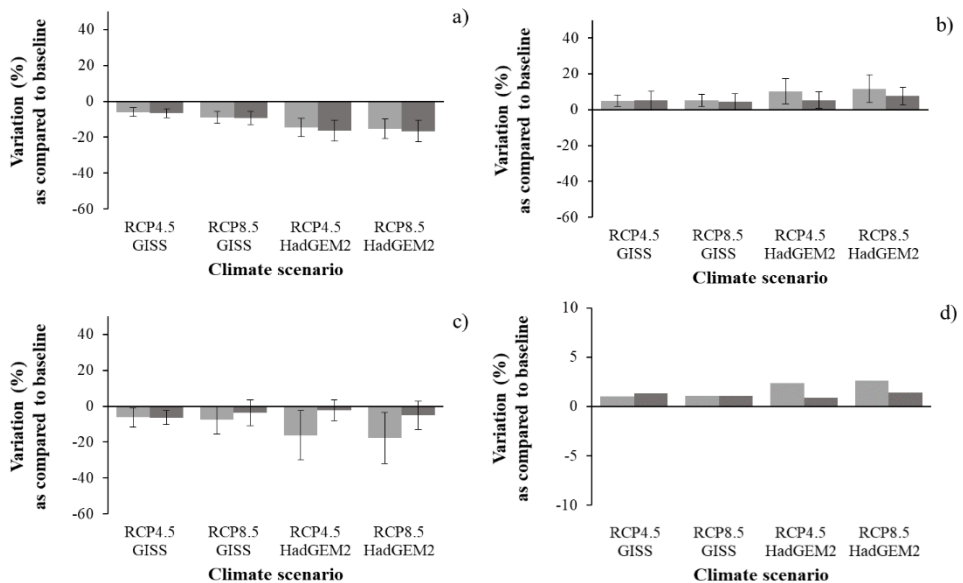 a)
Variation (%)
as compared to baseline
40
20
0
-20
-40
-60
RCP4.5
GISS
RCP8.5
GISS
RCP4.5
HadGEM2
RCP8.5
HadGEM2
Climate scenario
b)
Variation (%)
as compared to baseline
40
20
0
-20
-40
-60
RCP4.5
GISS
RCP8.5
GISS
RCP4.5
HadGEM2
RCP8.5
HadGEM2
Climate scenario
c)
Variation (%)
as compared to baseline
40
20
0
-20
-40
-60
RCP4.5
GISS
RCP8.5
GISS
RCP4.5
HadGEM2
RCP8.5
HadGEM2
Climate scenario
d)
Variation (%)
as compared to baseline
10
5
0
-5
-10
RCP4.5
GISS
RCP8.5
GISS
RCP4.5
HadGEM2
RCP8.5
HadGEM2
Climate scenario